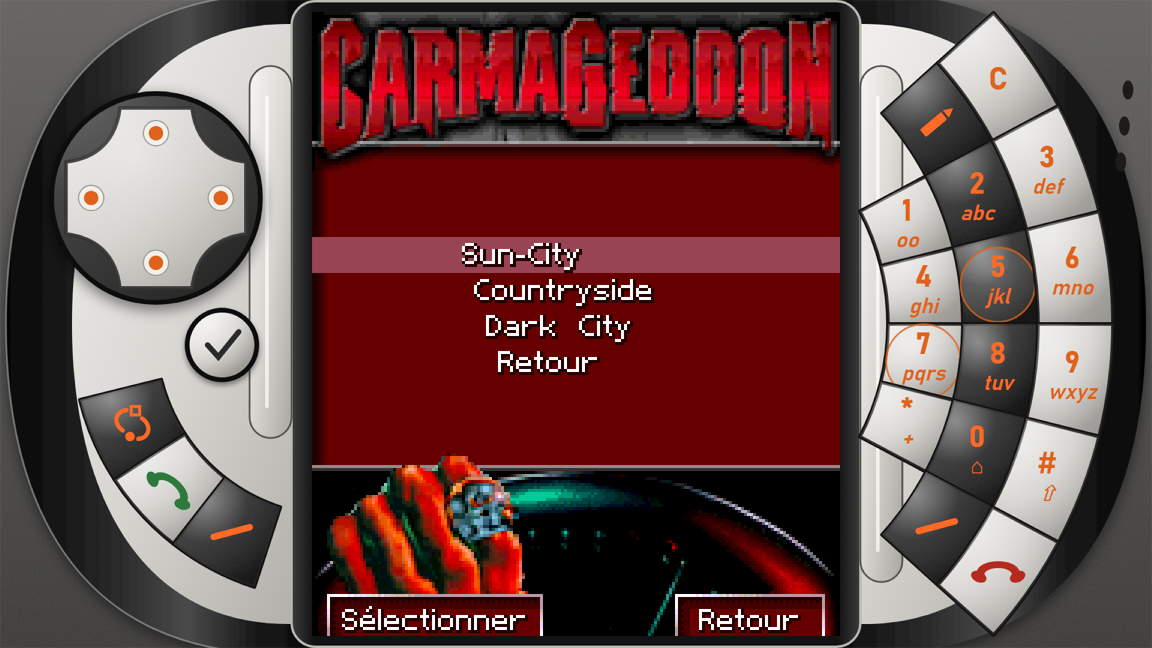 CARMAGEDDON
Sun-City
Countryside
Dark City
Retour
Sélectionner
Retour
C
3
def
2
abc
1
oo
6
mno
5
jkl
4
ghi
7
pqrs
8
tuv
9
wxyz
*
+
0
#